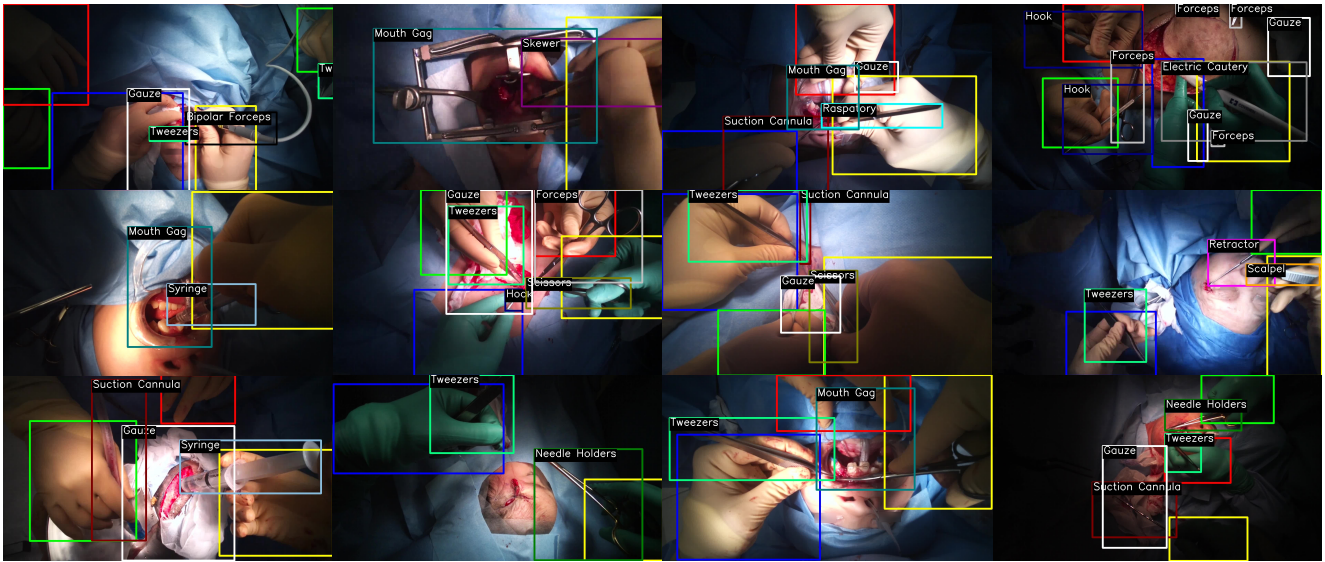 Gauze
Tw
Bipolar Forceps
Tweezers
Mouth Gag
Skewer
Gauze
Mouth Gag
Raspatory
Suction Cannula
Forceps
Forceps
Hook
Gauze
Forceps
Electric Cautery
Hook
Gauze
Forceps
Mouth Gag
Syringe
Gauze
Forceps
Tweezers
Scissors
Hook
Tweezers
Suction Cannula
Scissors
Gauze
Retractor
Scalpel
Tweezers
Suction Cannula
Gauze
Syringe
Tweezers
Needle Holders
Mouth Gag
Tweezers
Needle Holders
Tweezers
Gauze
Suction Cannula